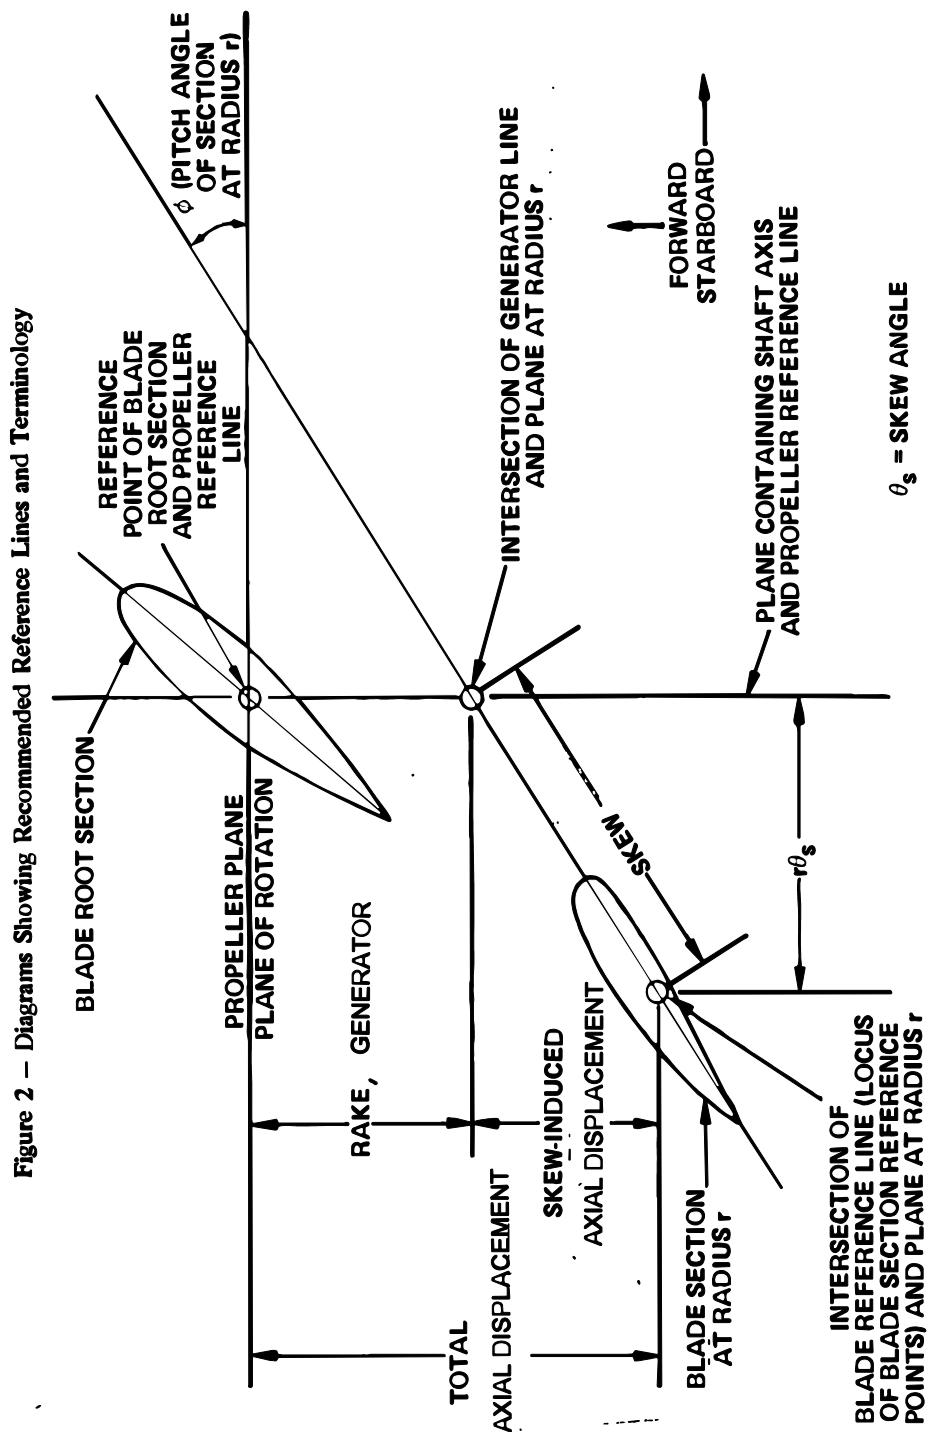 Figure 2 — Diagrams Showing Recommended Reference Lines and Terminology
BLADE ROOT SECTION
REFERENCE
POINT OF BLADE
ROOT SECTION
AND PROPELLER
REFERENCE
LINE
ϕ (PITCH ANGLE
OF SECTION
AT RADIUS r)
PROPELLER PLANE
PLANE OF ROTATION
RAKE, GENERATOR
INTERSECTION OF GENERATOR LINE
AND PLANE AT RADIUS r
TOTAL
AXIAL DISPLACEMENT
SKEW-INDUCED
AXIAL DISPLACEMENT
SKEW
FORWARD
STARBOARD
BLADE SECTION
AT RADIUS r
PLANE CONTAINING SHAFT AXIS
AND PROPELLER REFERENCE LINE
rθs
INTERSECTION OF
BLADE REFERENCE LINE (LOCUS
OF BLADE SECTION REFERENCE
POINTS) AND PLANE AT RADIUS r
θs = SKEW ANGLE